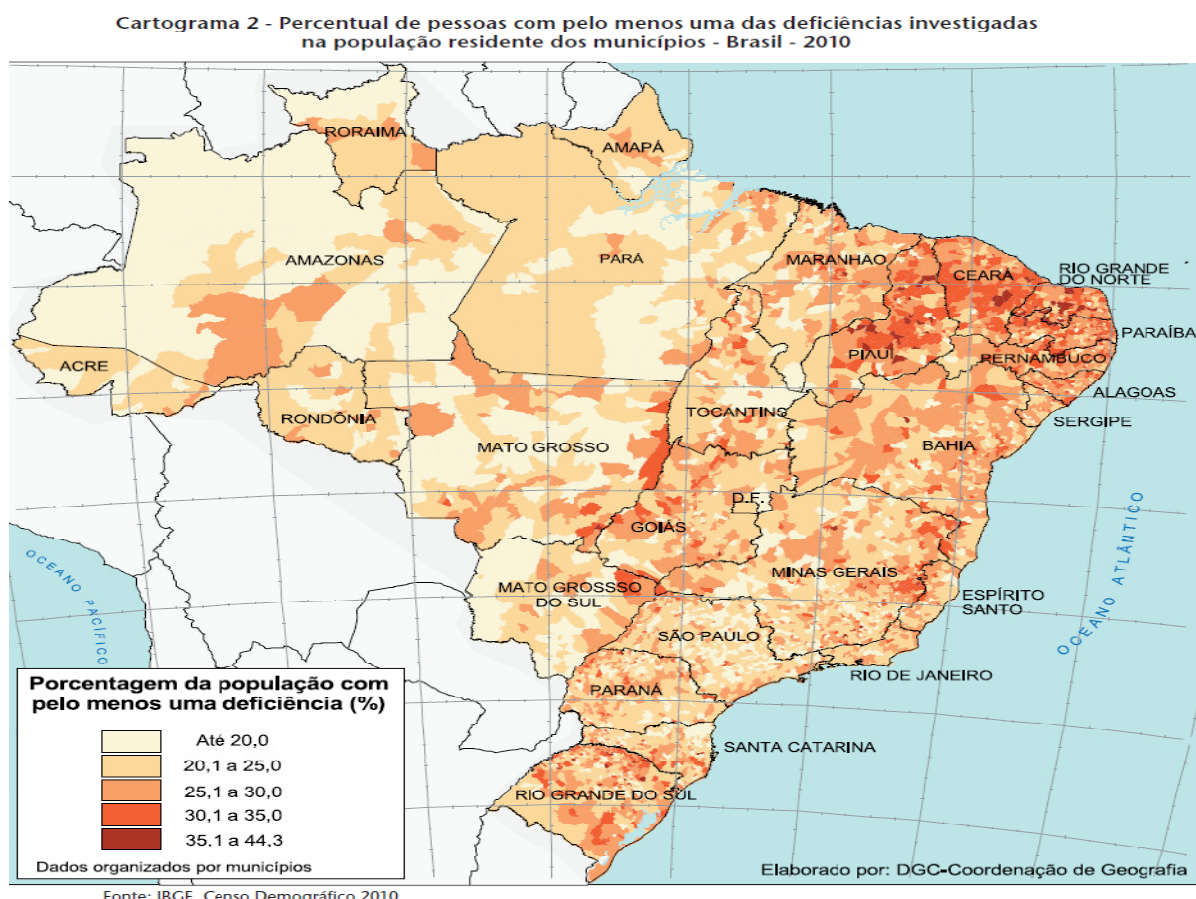 Cartograma 2 - Percentual de pessoas com pelo menos uma das deficiências investigadas
na população residente dos municípios - Brasil - 2010
RORAIMA
AMAPÁ
AMAZONAS
PARÁ
MARANHÃO
CEARÁ
RIO GRANDE
DO NORTE
PARAÍBA
PIAUÍ
PERNAMBUCO
ACRE
ALAGOAS
SERGIPE
RONDÔNIA
TOCANTINS
BAHIA
MATO GROSSO
D.F.
GOIÁS
MINAS GERAIS
MATO GROSSSO
DO SUL
ESPÍRITO
SANTO
SÃO PAULO
RIO DE JANEIRO
PARANÁ
SANTA CATARINA
RIO GRANDE DO SUL
OCEANO PACÍFICO
OCEANO ATLÂNTICO
Porcentagem da população com
pelo menos uma deficiência (%)
Até 20,0
20,1 a 25,0
25,1 a 30,0
30,1 a 35,0
35,1 a 44,3
Dados organizados por municípios
Elaborado por: DGC-Coordenação de Geografia
Fonte: IBGE, Censo Demográfico 2010